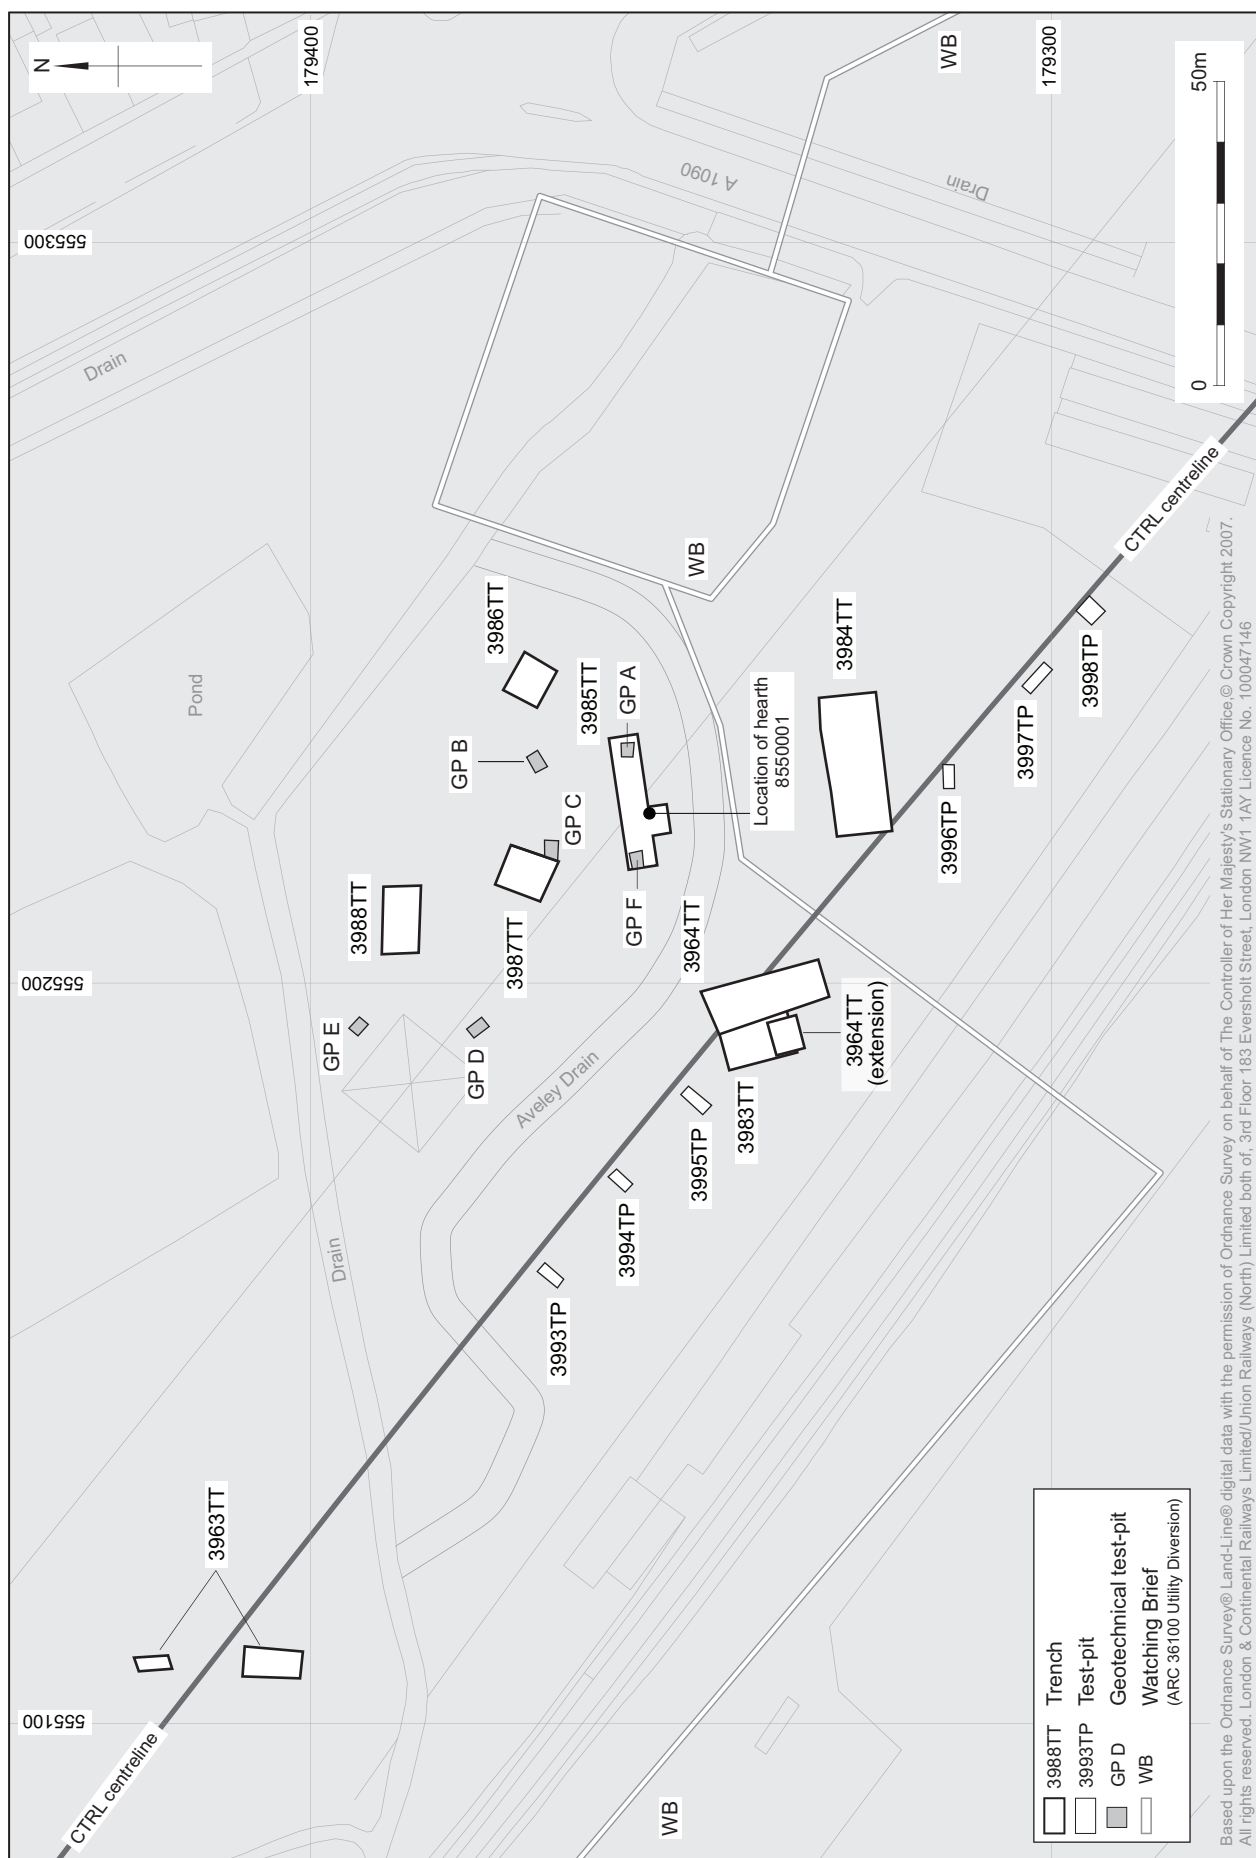 N
179400
179300
555300
555200
555100
WB
A 1090
Drain
Drain
Pond
WB
3986TT
3985TT
GP A
GP B
GP C
GP F
Location of hearth
8550001
3984TT
3988TT
3987TT
3964TT
GP E
GP D
Aveley Drain
3964TT
(extension)
3983TT
3998TP
3997TP
3996TP
3995TP
3994TP
3993TP
Drain
3963TT
CTRL centreline
CTRL centreline
WB
0
50m
3988TT Trench
3993TP Test-pit
GP D Geotechnical test-pit
WB Watching Brief
(ARC 36100 Utility Diversion)
Based upon the Ordnance Survey® Land-Line® digital data with the permission of Ordnance Survey on behalf of The Controller of Her Majesty's Stationary Office,© Crown Copyright 2007.
All rights reserved. London & Continental Railways Limited/Union Railways (North) Limited both of, 3rd Floor 183 Eversholt Street, London NW1 1AY Licence No. 100047146